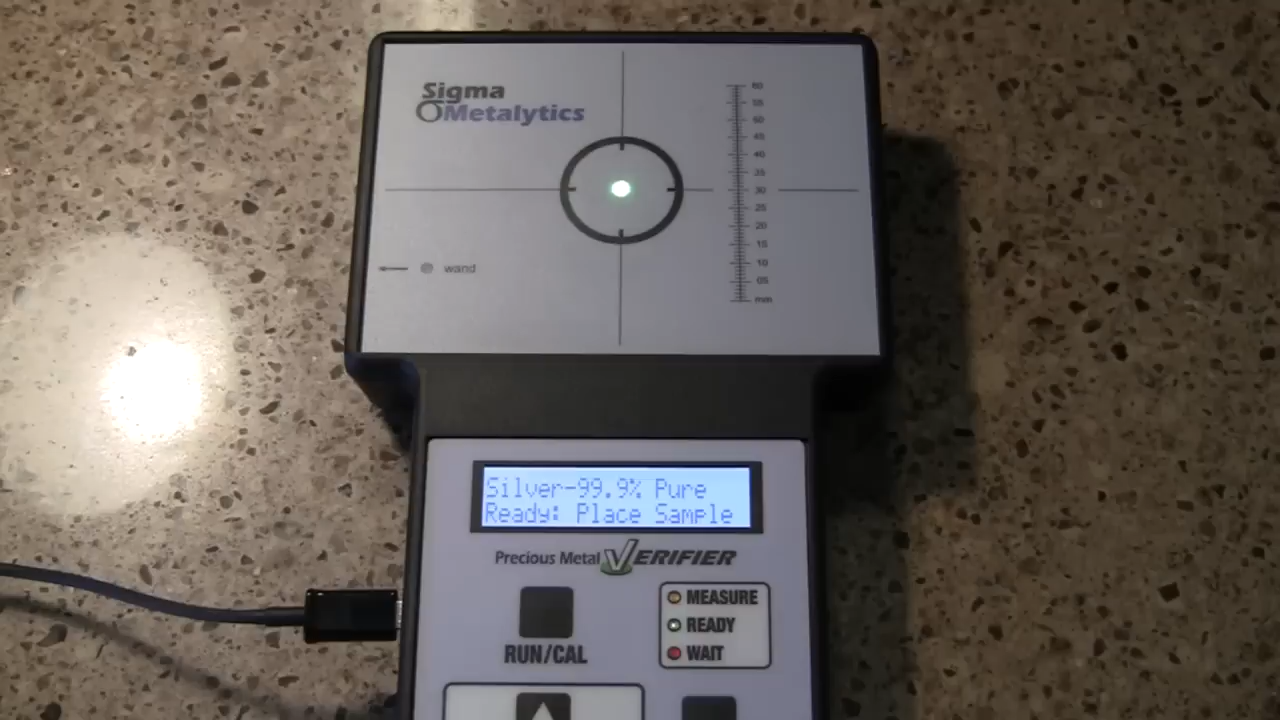 Sigma
Metalytics
60
55
50
45
40
35
30
25
20
15
10
05
mm
wand
Silver-99.9% Pure
Ready: Place Sample
Precious Metal VERIFIER
MEASURE
READY
WAIT
RUN/CAL